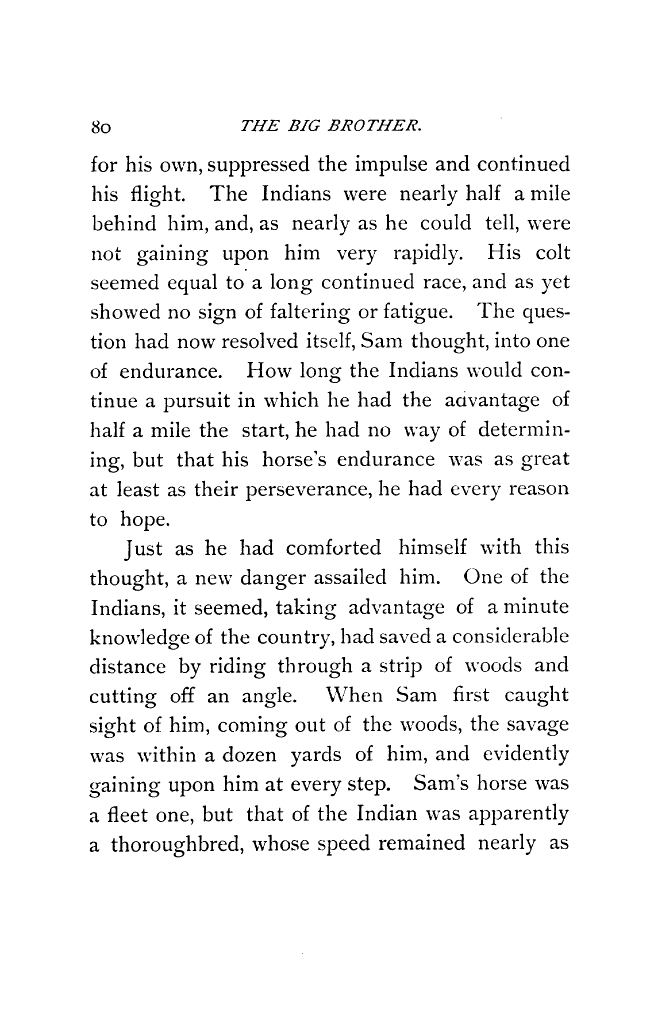 80 THE BIG BROTHER.
for his own, suppressed the impulse and continued
his flight. The Indians were nearly half a mile
behind him, and, as nearly as he could tell, were
not gaining upon him very rapidly. His colt
seemed equal to a long continued race, and as yet
showed no sign of faltering or fatigue. The ques-
tion had now resolved itself, Sam thought, into one
of endurance. How long the Indians would con-
tinue a pursuit in which he had the advantage of
half a mile the start, he had no way of determin-
ing, but that his horse's endurance was as great
at least as their perseverance, he had every reason
to hope.
Just as he had comforted himself with this
thought, a new danger assailed him. One of the
Indians, it seemed, taking advantage of a minute
knowledge of the country, had saved a considerable
distance by riding through a strip of woods and
cutting off an angle. When Sam first caught
sight of him, coming out of the woods, the savage
was within a dozen yards of him, and evidently
gaining upon him at every step. Sam's horse was
a fleet one, but that of the Indian was apparently
a thoroughbred, whose speed remained nearly as